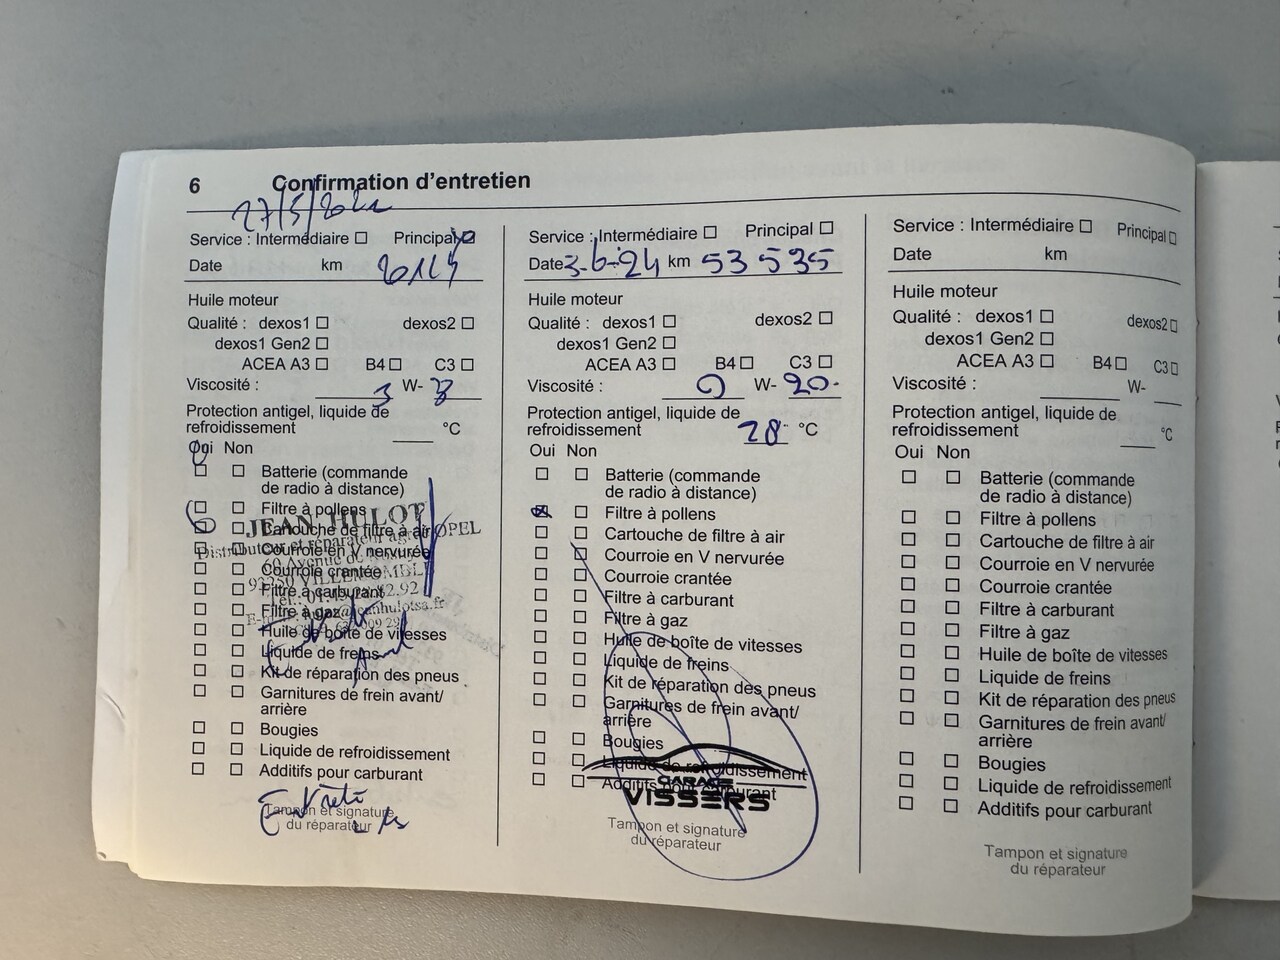 6 Confirmation d'entretien
27/5/
Service : Intermédiaire ☐ Principal ☒
Date km
Huile moteur
Qualité : dexos1 ☐ dexos2 ☐
dexos1 Gen2 ☐
ACEA A3 ☐ B4 ☐ C3 ☐
Viscosité : W-
Protection antigel, liquide de
refroidissement °C
Oui Non
☐ ☐ Batterie (commande
de radio à distance)
☐ ☐ Filtre à pollens
JEAN HULOT
☐ ☐ Cartouche de filtre à air
OPEL
☐ ☐ Courroie en V nervurée
☐ ☐ Courroie crantée
☐ ☐ Filtre à carburant
☐ ☐ Filtre à gaz
☐ ☐ Huile de boîte de vitesses
☐ ☐ Liquide de freins
☐ ☐ Kit de réparation des pneus
☐ ☐ Garnitures de frein avant/
arrière
☐ ☐ Bougies
☐ ☐ Liquide de refroidissement
☐ ☐ Additifs pour carburant
Tampon et signature
du réparateur
Service : Intermédiaire ☐ Principal ☐
Date 3-6-24 km 53 535
Huile moteur
Qualité : dexos1 ☐ dexos2 ☐
dexos1 Gen2 ☐
ACEA A3 ☐ B4 ☐ C3 ☐
Viscosité : 0 W- 20
Protection antigel, liquide de
refroidissement 28 °C
Oui Non
☐ ☐ Batterie (commande
de radio à distance)
☒ ☐ Filtre à pollens
☐ ☐ Cartouche de filtre à air
☐ ☐ Courroie en V nervurée
☐ ☐ Courroie crantée
☐ ☐ Filtre à carburant
☐ ☐ Filtre à gaz
☐ ☐ Huile de boîte de vitesses
☐ ☐ Liquide de freins
☐ ☐ Kit de réparation des pneus
☐ ☐ Garnitures de frein avant/
arrière
☐ ☐ Bougies
☐ ☐ Liquide de refroidissement
☐ ☐ Additifs pour carburant
GARAGE
VISSERS
Tampon et signature
du réparateur
Service : Intermédiaire ☐ Principal ☐
Date km
Huile moteur
Qualité : dexos1 ☐ dexos2 ☐
dexos1 Gen2 ☐
ACEA A3 ☐ B4 ☐ C3 ☐
Viscosité : W-
Protection antigel, liquide de
refroidissement °C
Oui Non
☐ ☐ Batterie (commande
de radio à distance)
☐ ☐ Filtre à pollens
☐ ☐ Cartouche de filtre à air
☐ ☐ Courroie en V nervurée
☐ ☐ Courroie crantée
☐ ☐ Filtre à carburant
☐ ☐ Filtre à gaz
☐ ☐ Huile de boîte de vitesses
☐ ☐ Liquide de freins
☐ ☐ Kit de réparation des pneus
☐ ☐ Garnitures de frein avant/
arrière
☐ ☐ Bougies
☐ ☐ Liquide de refroidissement
☐ ☐ Additifs pour carburant
Tampon et signature
du réparateur